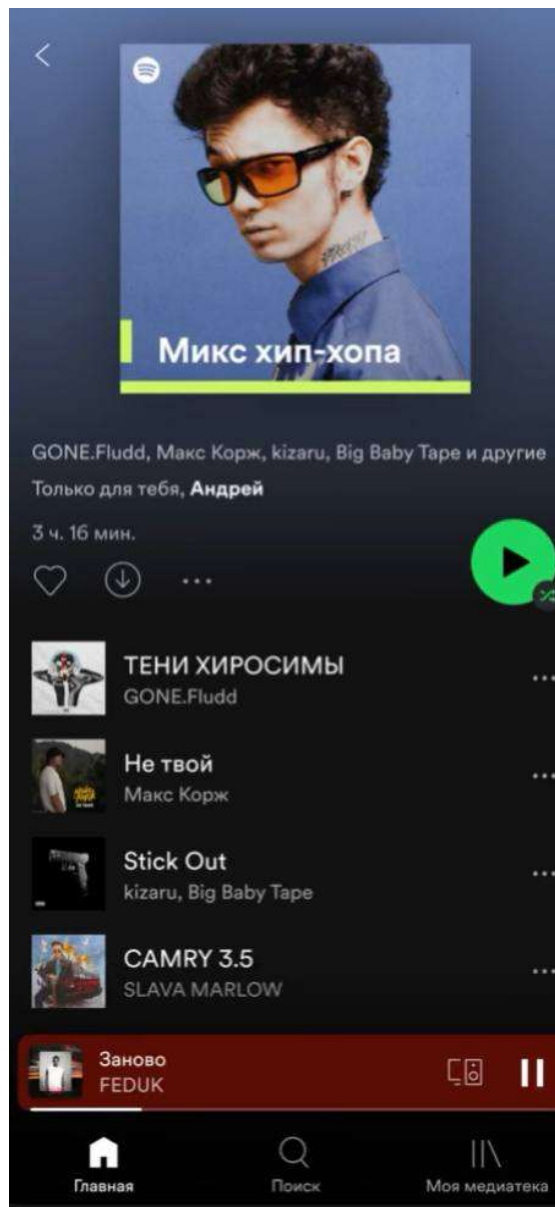 Микс хип-хопа
GONE.Fludd, Макс Корж, kizaru, Big Baby Tape и другие
Только для тебя, Андрей
3 ч. 16 мин.
ТЕНИ ХИРОСИМЫ
GONE.Fludd
Не твой
Макс Корж
Stick Out
kizaru, Big Baby Tape
CAMRY 3.5
SLAVA MARLOW
Заново
FEDUK
Главная
Поиск
Моя медиатека